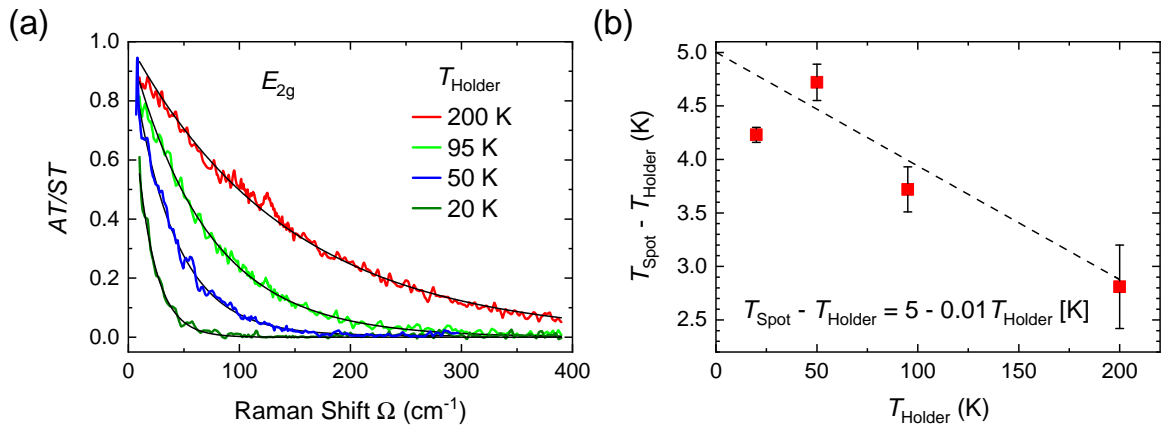 (a)
1.0
0.8
0.6
0.4
0.2
0.0
AT/ST
E2g
THolder
200 K
95 K
50 K
20 K
0
100
200
300
400
Raman Shift Ω (cm-1)
(b)
5.0
4.5
4.0
3.5
3.0
2.5
TSpot - THolder (K)
TSpot - THolder = 5 - 0.01 THolder [K]
0
50
100
150
200
THolder (K)